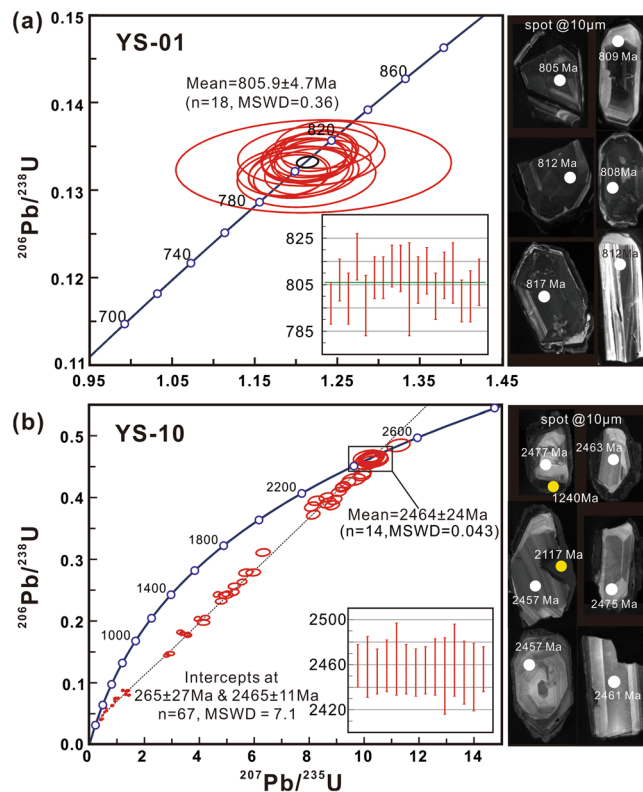 (a)
YS-01
Mean=805.9±4.7Ma
(n=18, MSWD=0.36)
0.15
0.14
0.13
0.12
0.11
206Pb/238U
860
820
780
740
700
825
805
785
0.95
1.05
1.15
1.25
1.35
1.45
spot @10μm
805 Ma
809 Ma
812 Ma
808Ma
817 Ma
812Ma
(b)
YS-10
0.5
0.4
0.3
0.2
0.1
0.0
206Pb/238U
2600
2200
1800
1400
1000
Mean=2464±24Ma
(n=14,MSWD=0.043)
Intercepts at
265±27Ma & 2465±11Ma
n=67, MSWD = 7.1
2500
2460
2420
0
2
4
6
8
10
12
14
207Pb/235U
spot @10μm
2477 Ma
2463 Ma
1240Ma
2117 Ma
2457 Ma
2475 Ma
2457 Ma
2461 Ma